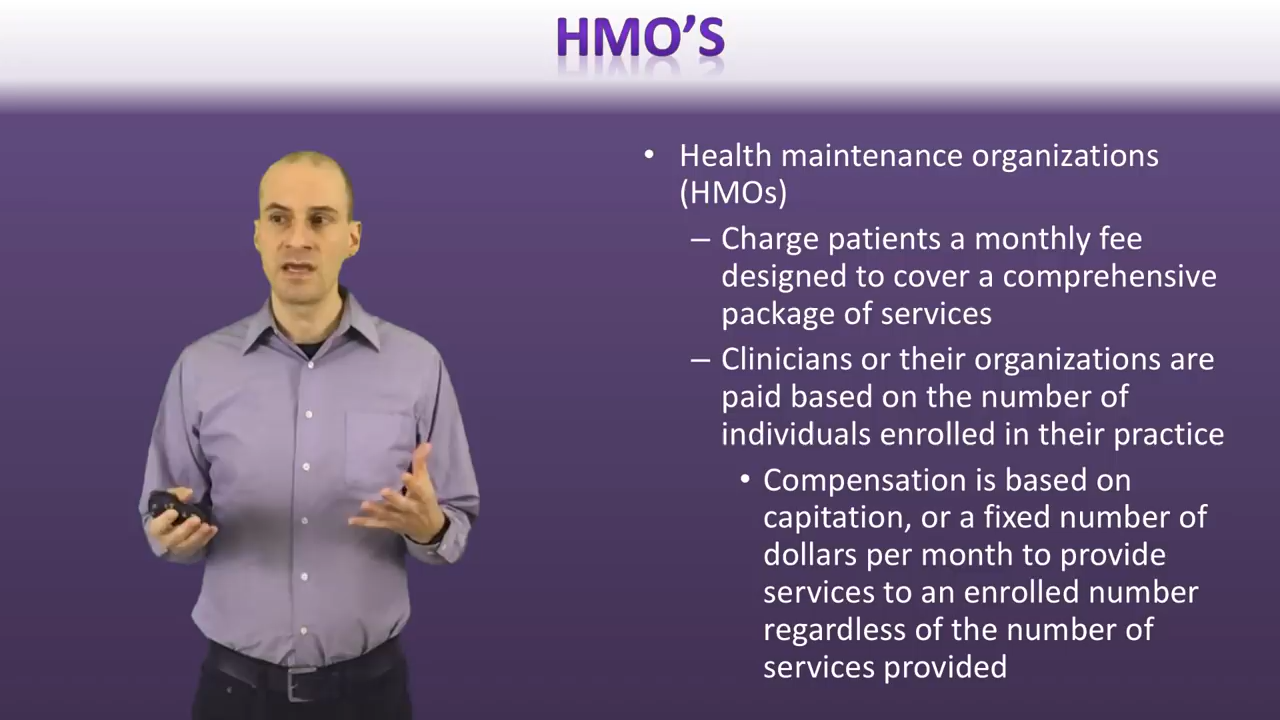 HMO’S
• Health maintenance organizations
(HMOs)
– Charge patients a monthly fee
designed to cover a comprehensive
package of services
– Clinicians or their organizations are
paid based on the number of
individuals enrolled in their practice
• Compensation is based on
capitation, or a fixed number of
dollars per month to provide
services to an enrolled number
regardless of the number of
services provided